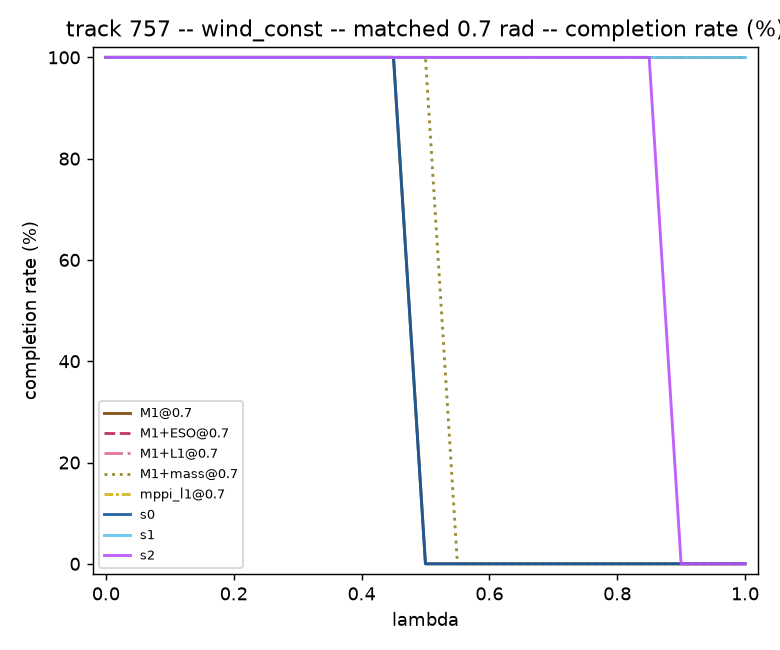 track 757 -- wind_const -- matched 0.7 rad -- completion rate (%)
100
80
60
40
20
0
completion rate (%)
M1@0.7
M1+ESO@0.7
M1+L1@0.7
M1+mass@0.7
mppi_l1@0.7
s0
s1
s2
0.0
0.2
0.4
0.6
0.8
1.0
lambda